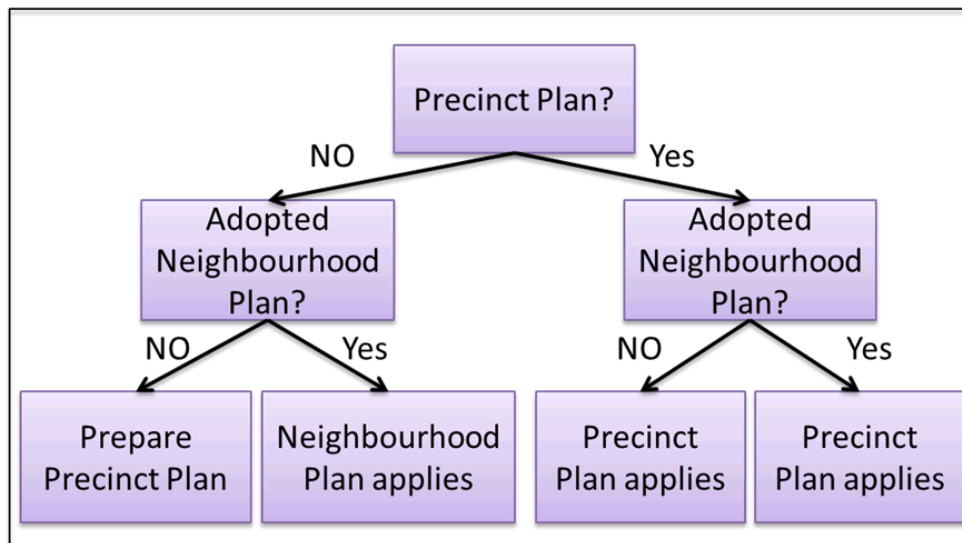 Precinct Plan?
NO
Yes
Adopted
Neighbourhood
Plan?
Adopted
Neighbourhood
Plan?
NO
Yes
NO
Yes
Prepare
Precinct Plan
Neighbourhood
Plan applies
Precinct
Plan applies
Precinct
Plan applies